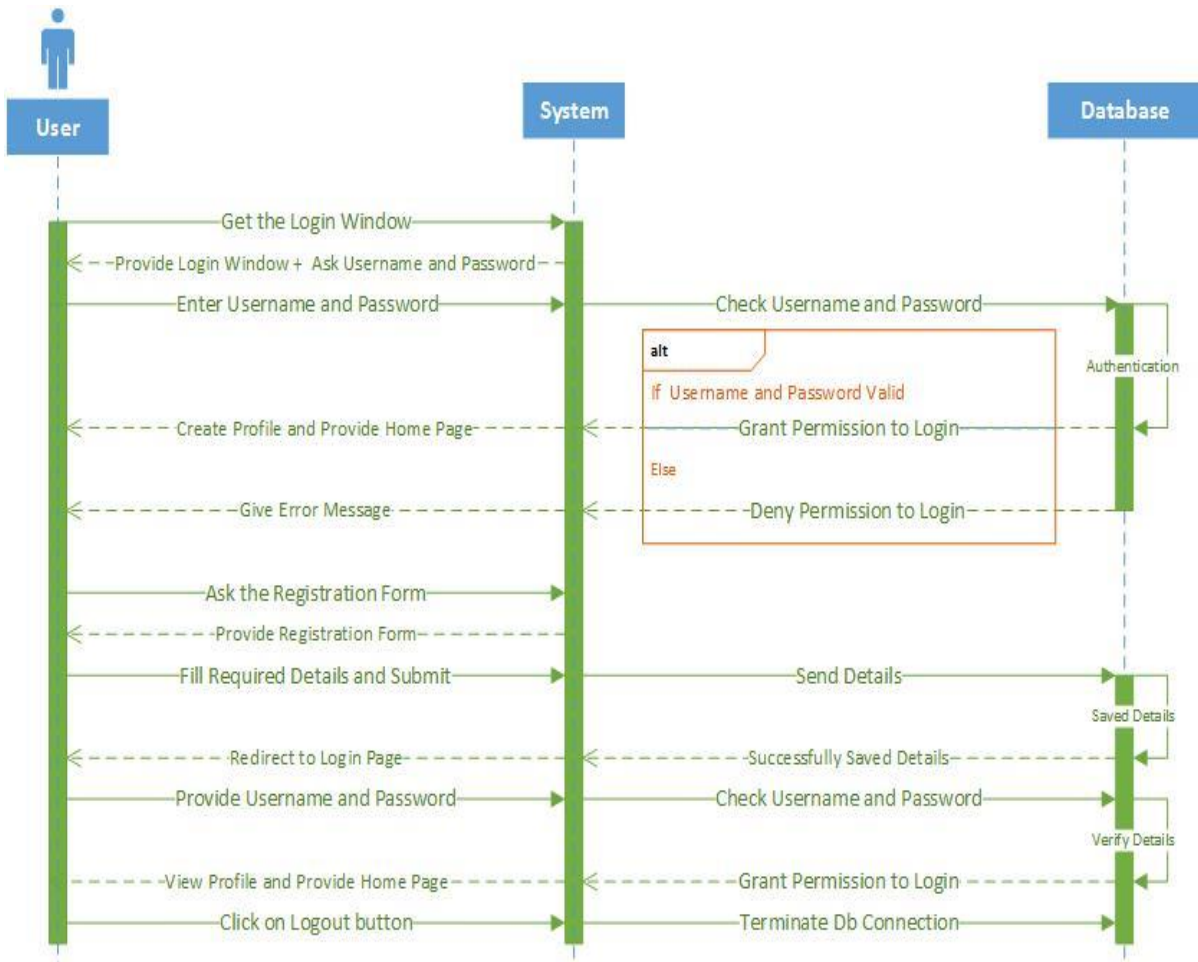 User
System
Database
Get the Login Window
Provide Login Window + Ask Username and Password
Enter Username and Password
Check Username and Password
alt
Authentication
If Username and Password Valid
Create Profile and Provide Home Page
Grant Permission to Login
Else
Give Error Message
Deny Permission to Login
Ask the Registration Form
Provide Registration Form
Fill Required Details and Submit
Send Details
Saved Details
Redirect to Login Page
Successfully Saved Details
Provide Username and Password
Check Username and Password
Verify Details
View Profile and Provide Home Page
Grant Permission to Login
Click on Logout button
Terminate Db Connection